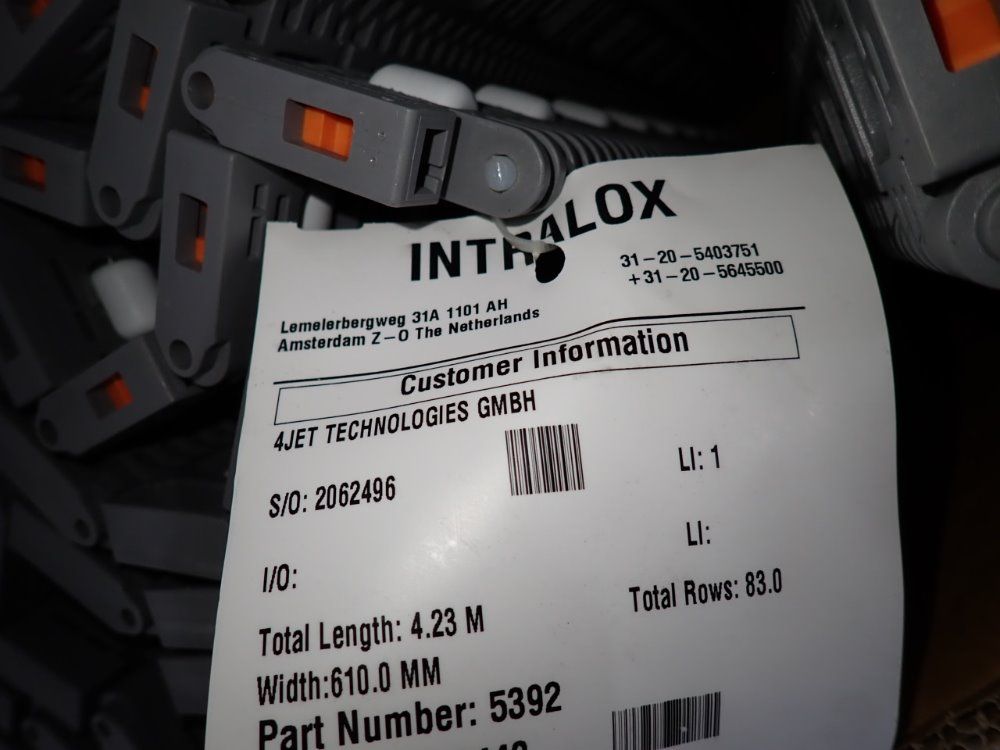 INTRALOX
31-20-5403751
+31-20-5645500
Lemelerbergweg 31A 1101 AH
Amsterdam Z-O The Netherlands
Customer Information
4JET TECHNOLOGIES GMBH
S/O: 2062496
LI: 1
I/O:
LI:
Total Length: 4.23 M
Total Rows: 83.0
Width:610.0 MM
Part Number: 5392